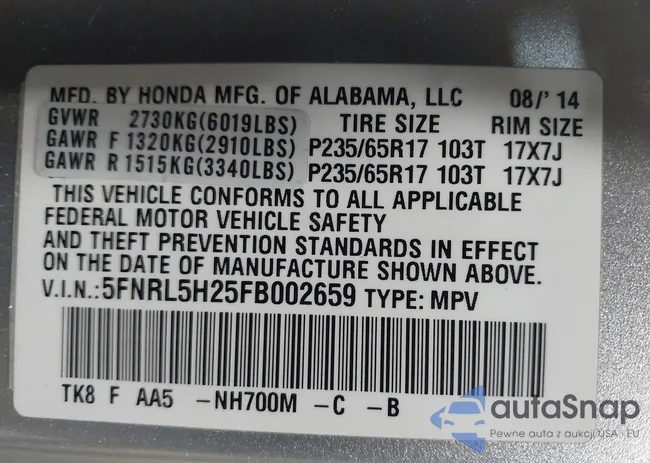 MFD. BY HONDA MFG. OF ALABAMA, LLC 08/' 14
GVWR 2730KG(6019LBS) TIRE SIZE RIM SIZE
GAWR F 1320KG(2910LBS) P235/65R17 103T 17X7J
GAWR R 1515KG(3340LBS) P235/65R17 103T 17X7J
THIS VEHICLE CONFORMS TO ALL APPLICABLE
FEDERAL MOTOR VEHICLE SAFETY
AND THEFT PREVENTION STANDARDS IN EFFECT
ON THE DATE OF MANUFACTURE SHOWN ABOVE.
V.I.N.:5FNRL5H25FB002659 TYPE: MPV
TK8 F AA5 -NH700M -C -B
autaSnap
Pewne auta z aukcji USA i EU